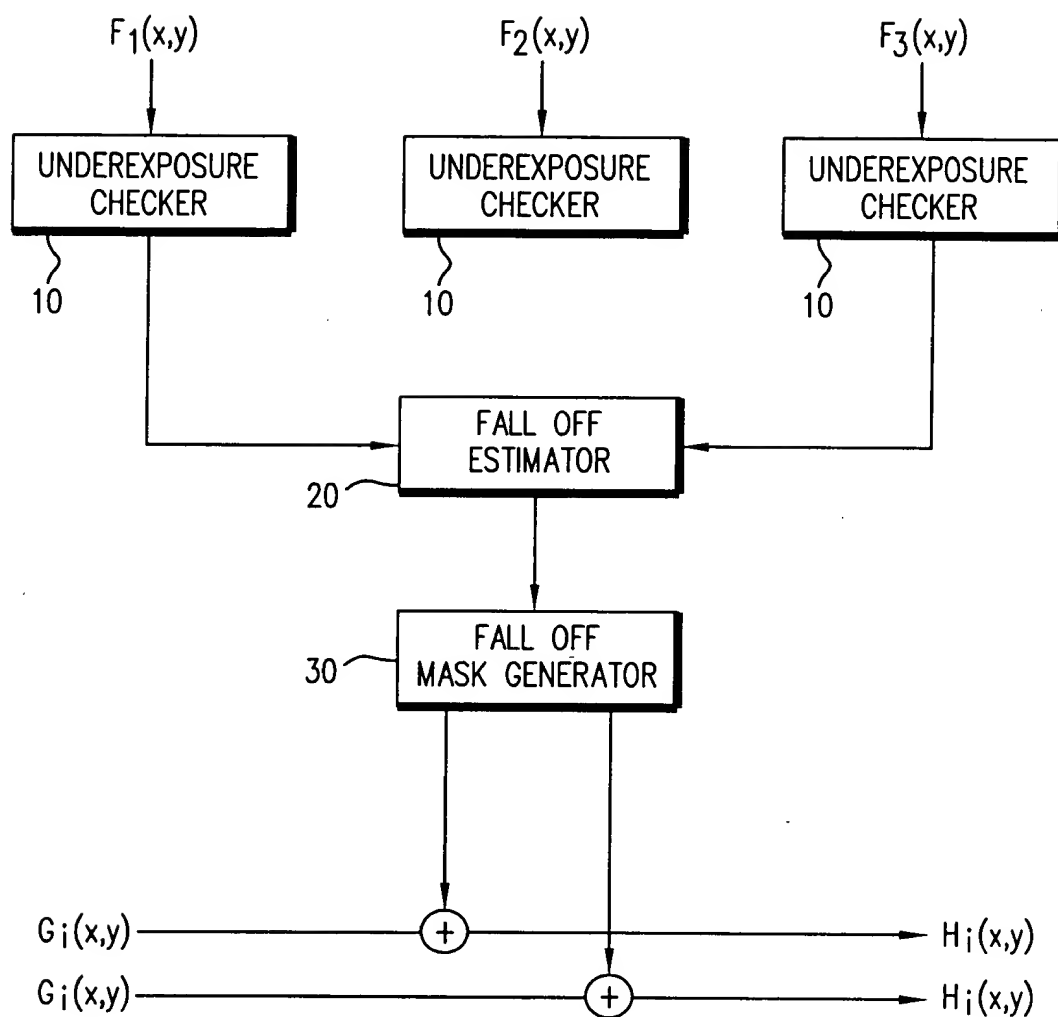 F1(x,y) F2(x,y) F3(x,y)
UNDEREXPOSURE UNDEREXPOSURE UNDEREXPOSURE
CHECKER CHECKER CHECKER
10 10 10
FALL OFF
ESTIMATOR
20
FALL OFF
MASK GENERATOR
30
Gi(x,y) + Hi(x,y)
Gi(x,y) + Hi(x,y)